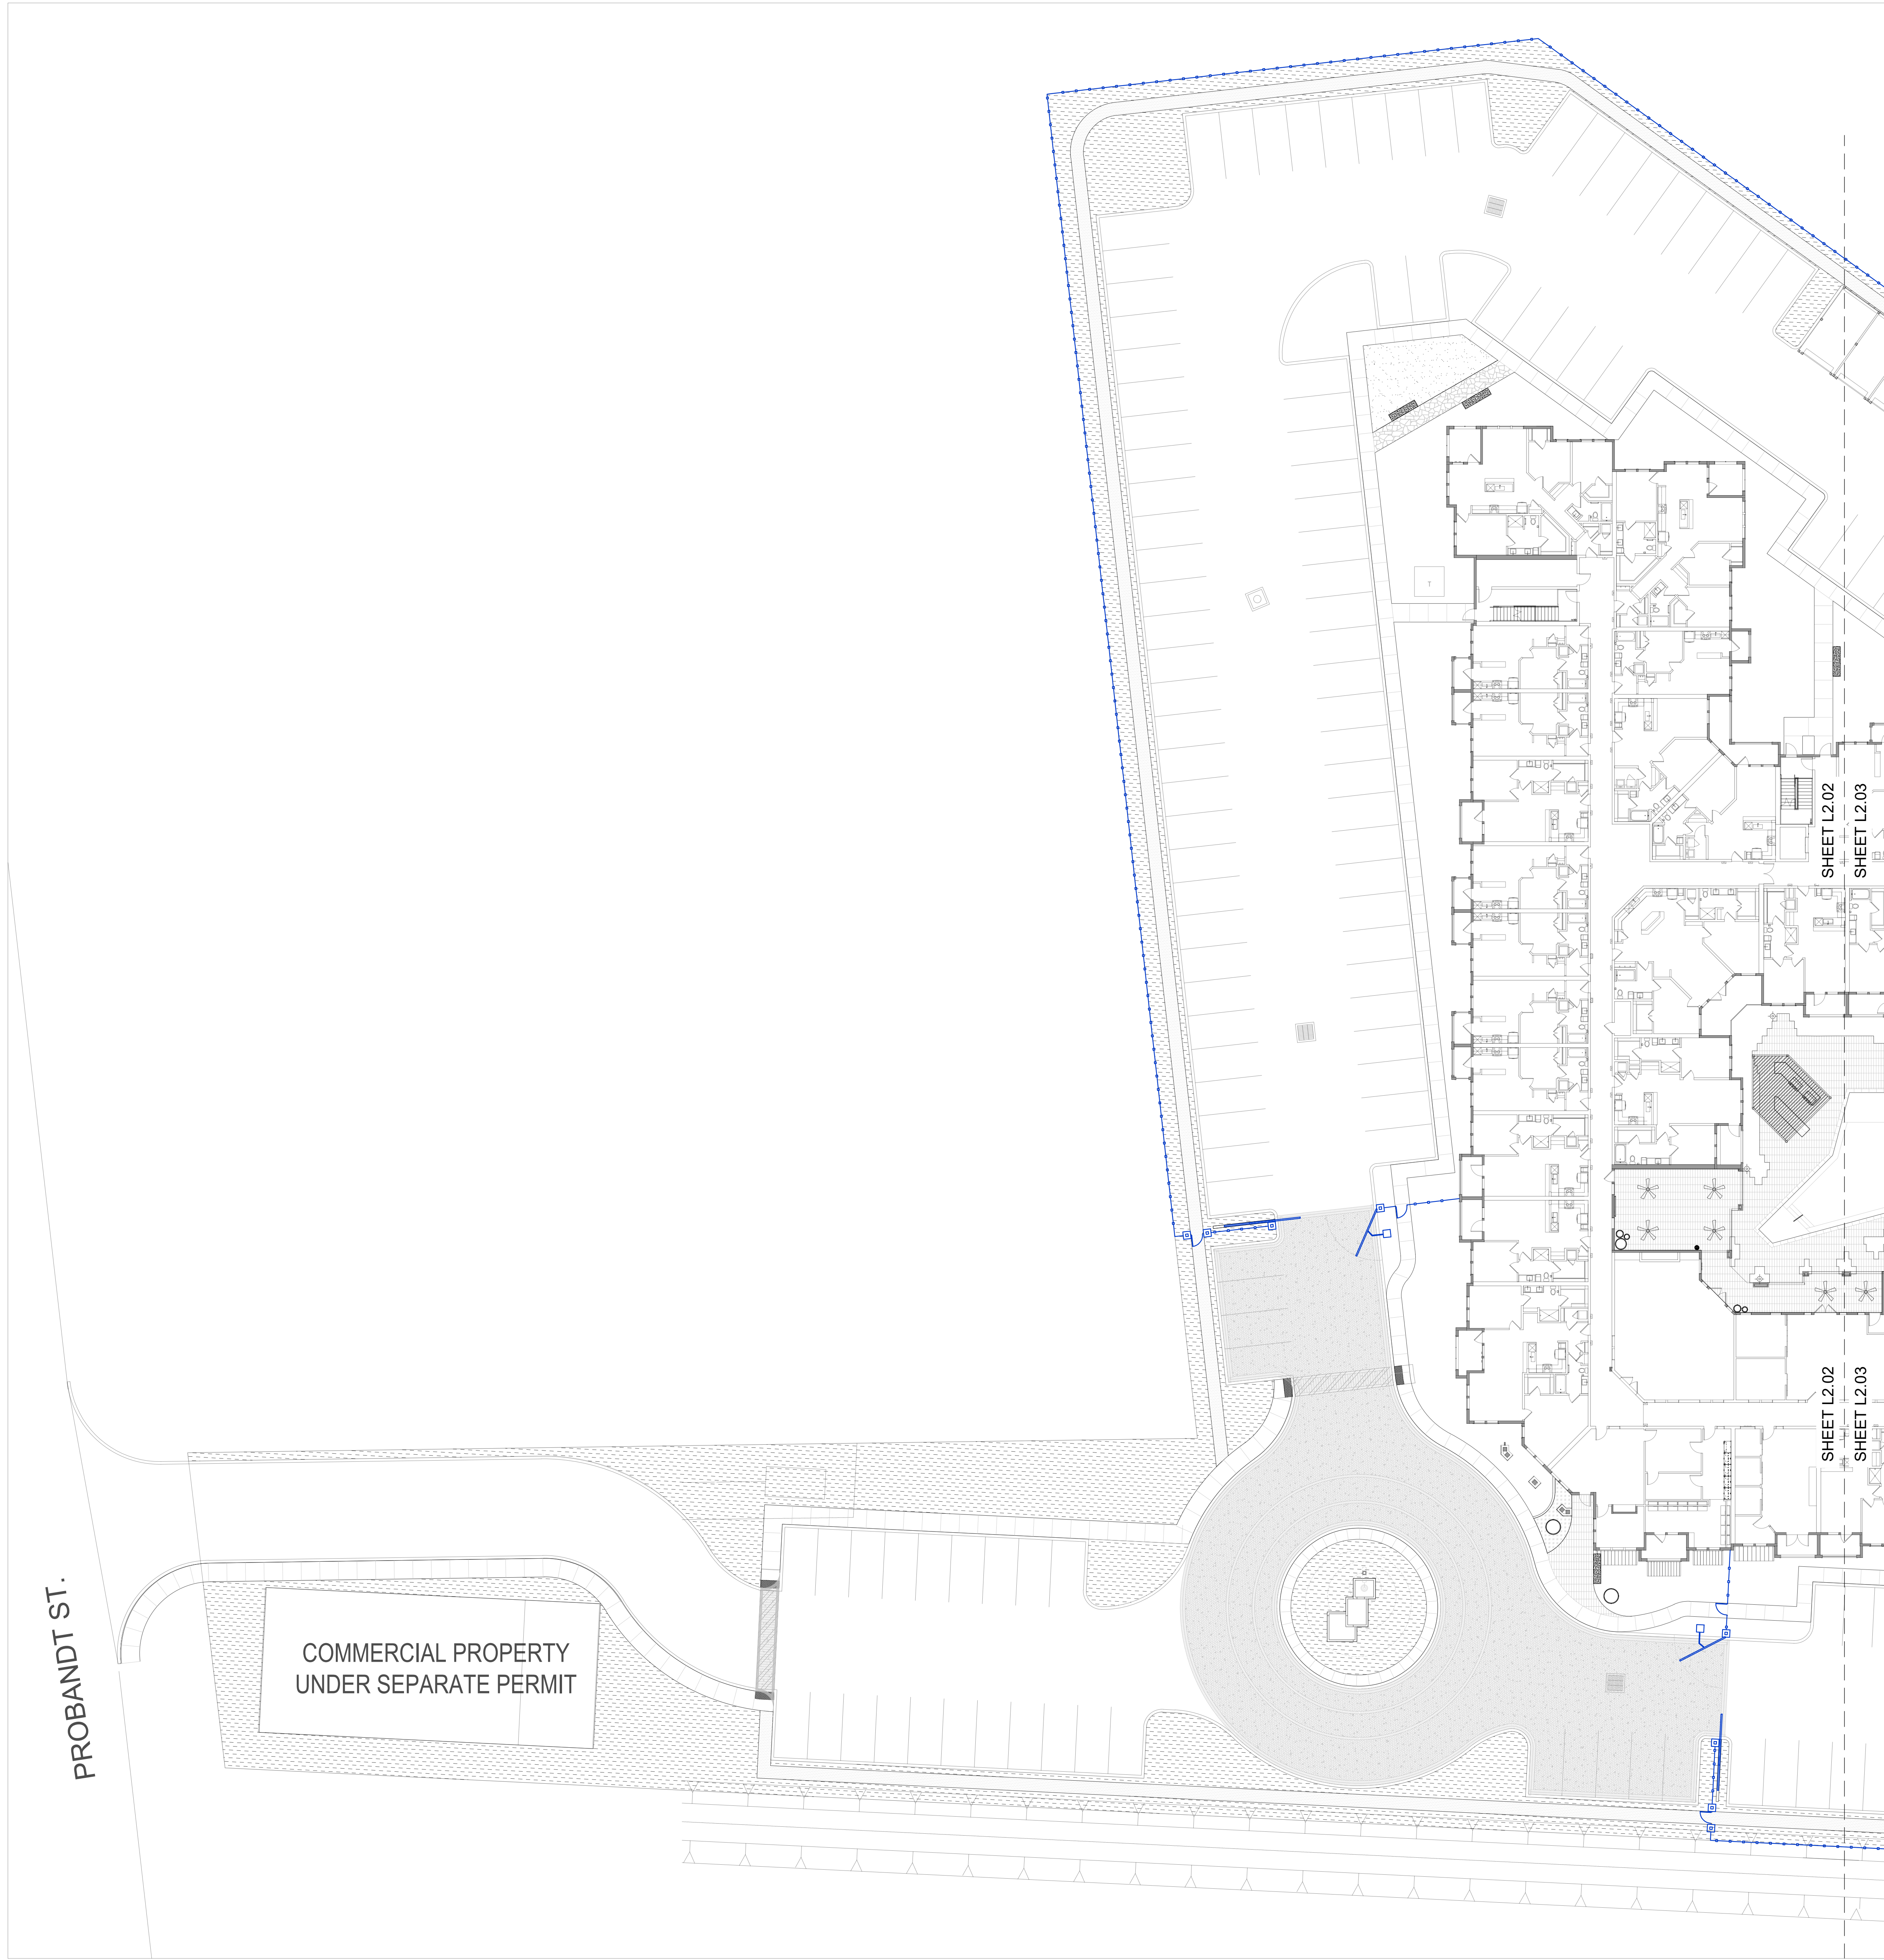 SHEET L2.02
SHEET L2.03
SHEET L2.02
SHEET L2.03
PROBANDT ST.
COMMERCIAL PROPERTY
UNDER SEPARATE PERMIT